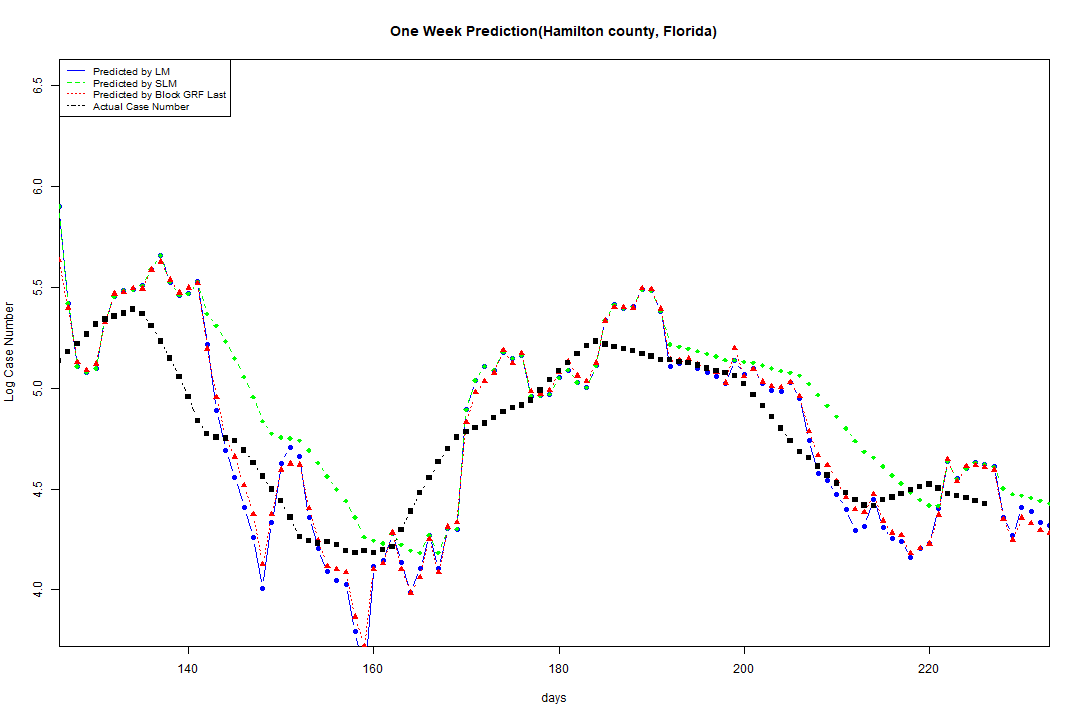 One Week Prediction(Hamilton county, Florida)
Predicted by LM
Predicted by SLM
Predicted by Block GRF Last
Actual Case Number
6.5
6.0
5.5
5.0
4.5
4.0
Log Case Number
140 160 180 200 220
days